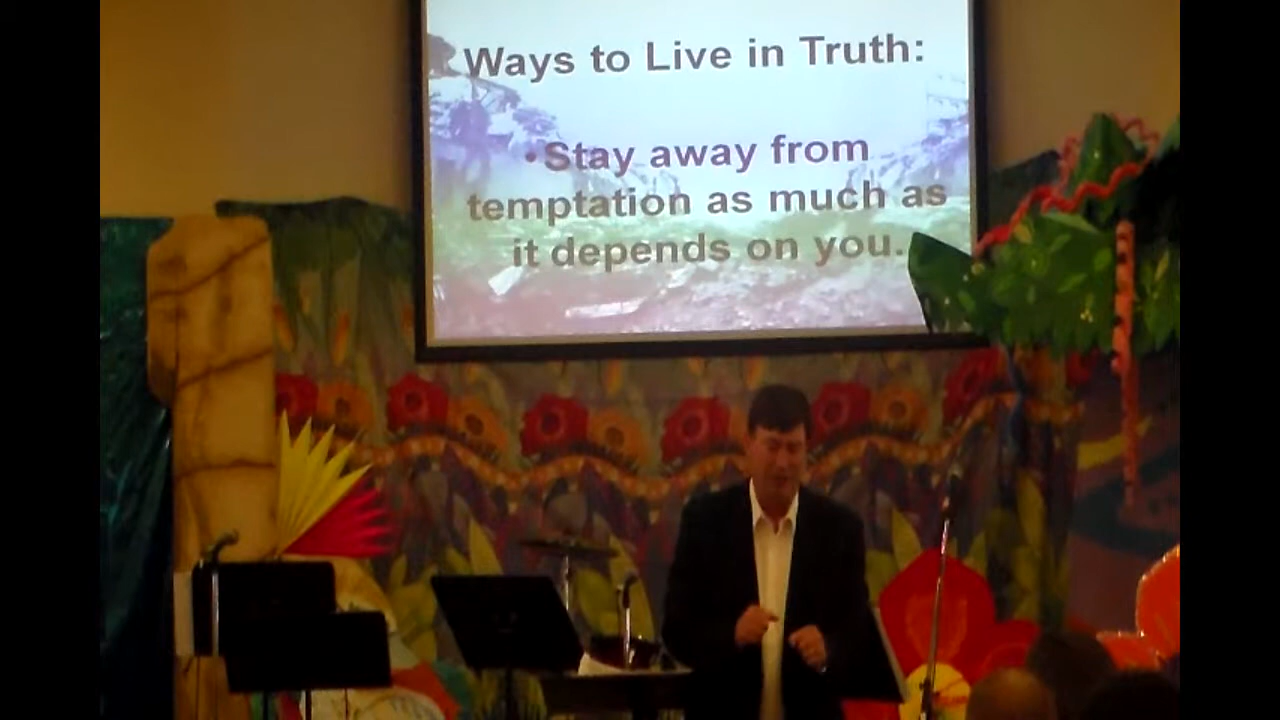 Ways to Live in Truth:
•Stay away from
temptation as much as
it depends on you.